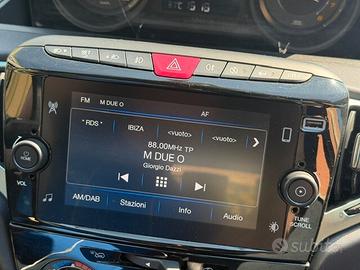 FM M DUE O AF
• RDS • IBIZA <vuoto> <vuoto>
88.00MHz TP
M DUE O
Giorgio Dazzi
HOME
VOL
AM/DAB Stazioni Info Audio
TUNE
SCROLL
subito